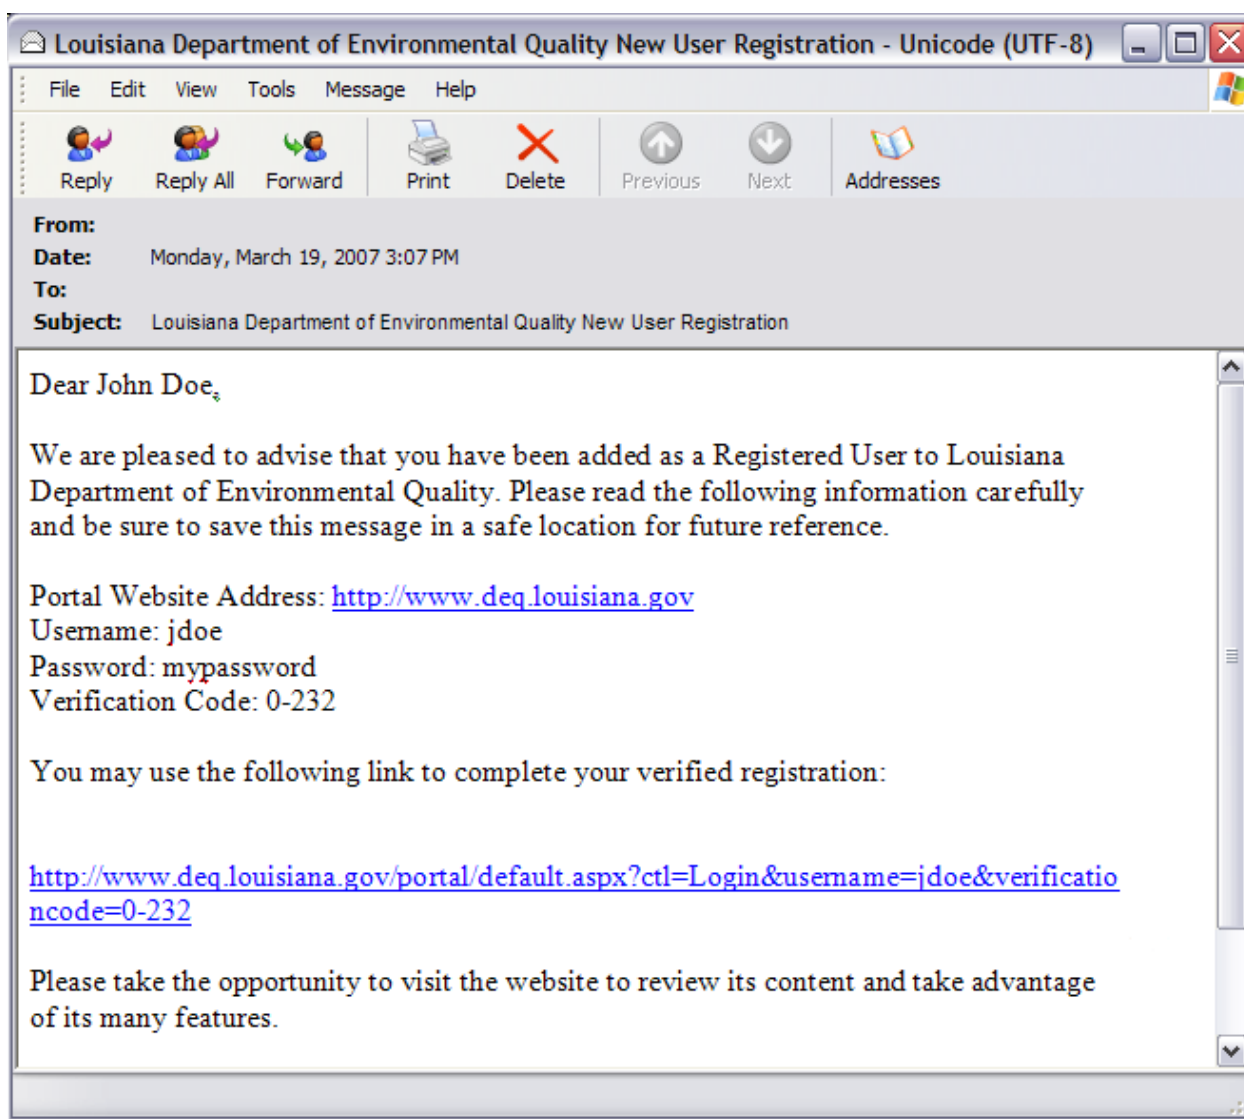 Louisiana Department of Environmental Quality New User Registration - Unicode (UTF-8)
File Edit View Tools Message Help
Reply Reply All Forward Print Delete Previous Next Addresses
From:
Date: Monday, March 19, 2007 3:07 PM
To:
Subject: Louisiana Department of Environmental Quality New User Registration
Dear John Doe,
We are pleased to advise that you have been added as a Registered User to Louisiana
Department of Environmental Quality. Please read the following information carefully
and be sure to save this message in a safe location for future reference.
Portal Website Address: http://www.deq.louisiana.gov
Username: jdoe
Password: mypassword
Verification Code: 0-232
You may use the following link to complete your verified registration:
http://www.deq.louisiana.gov/portal/default.aspx?ctl=Login&username=jdoe&verificatio
ncode=0-232
Please take the opportunity to visit the website to review its content and take advantage
of its many features.